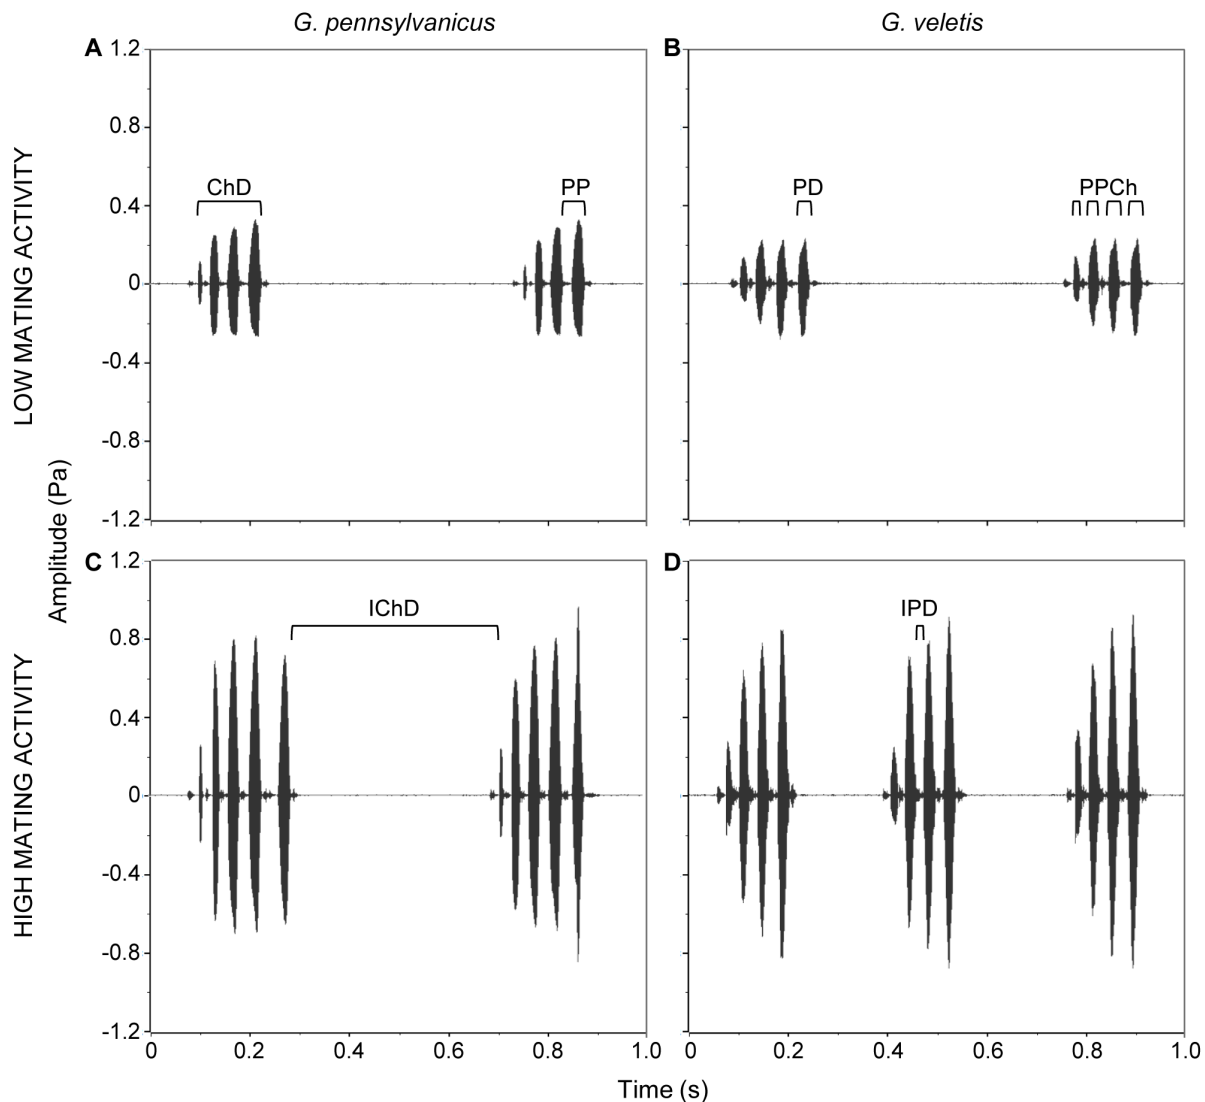 G. pennsylvanicus
G. veletis
A
B
LOW MATING ACTIVITY
1.2
0.8
0.4
0
-0.4
-0.8
-1.2
ChD
PP
PD
PPCh
Amplitude (Pa)
C
D
HIGH MATING ACTIVITY
1.2
0.8
0.4
0
-0.4
-0.8
-1.2
IChD
IPD
0 0.2 0.4 0.6 0.8 1.0
0 0.2 0.4 0.6 0.8 1.0
Time (s)